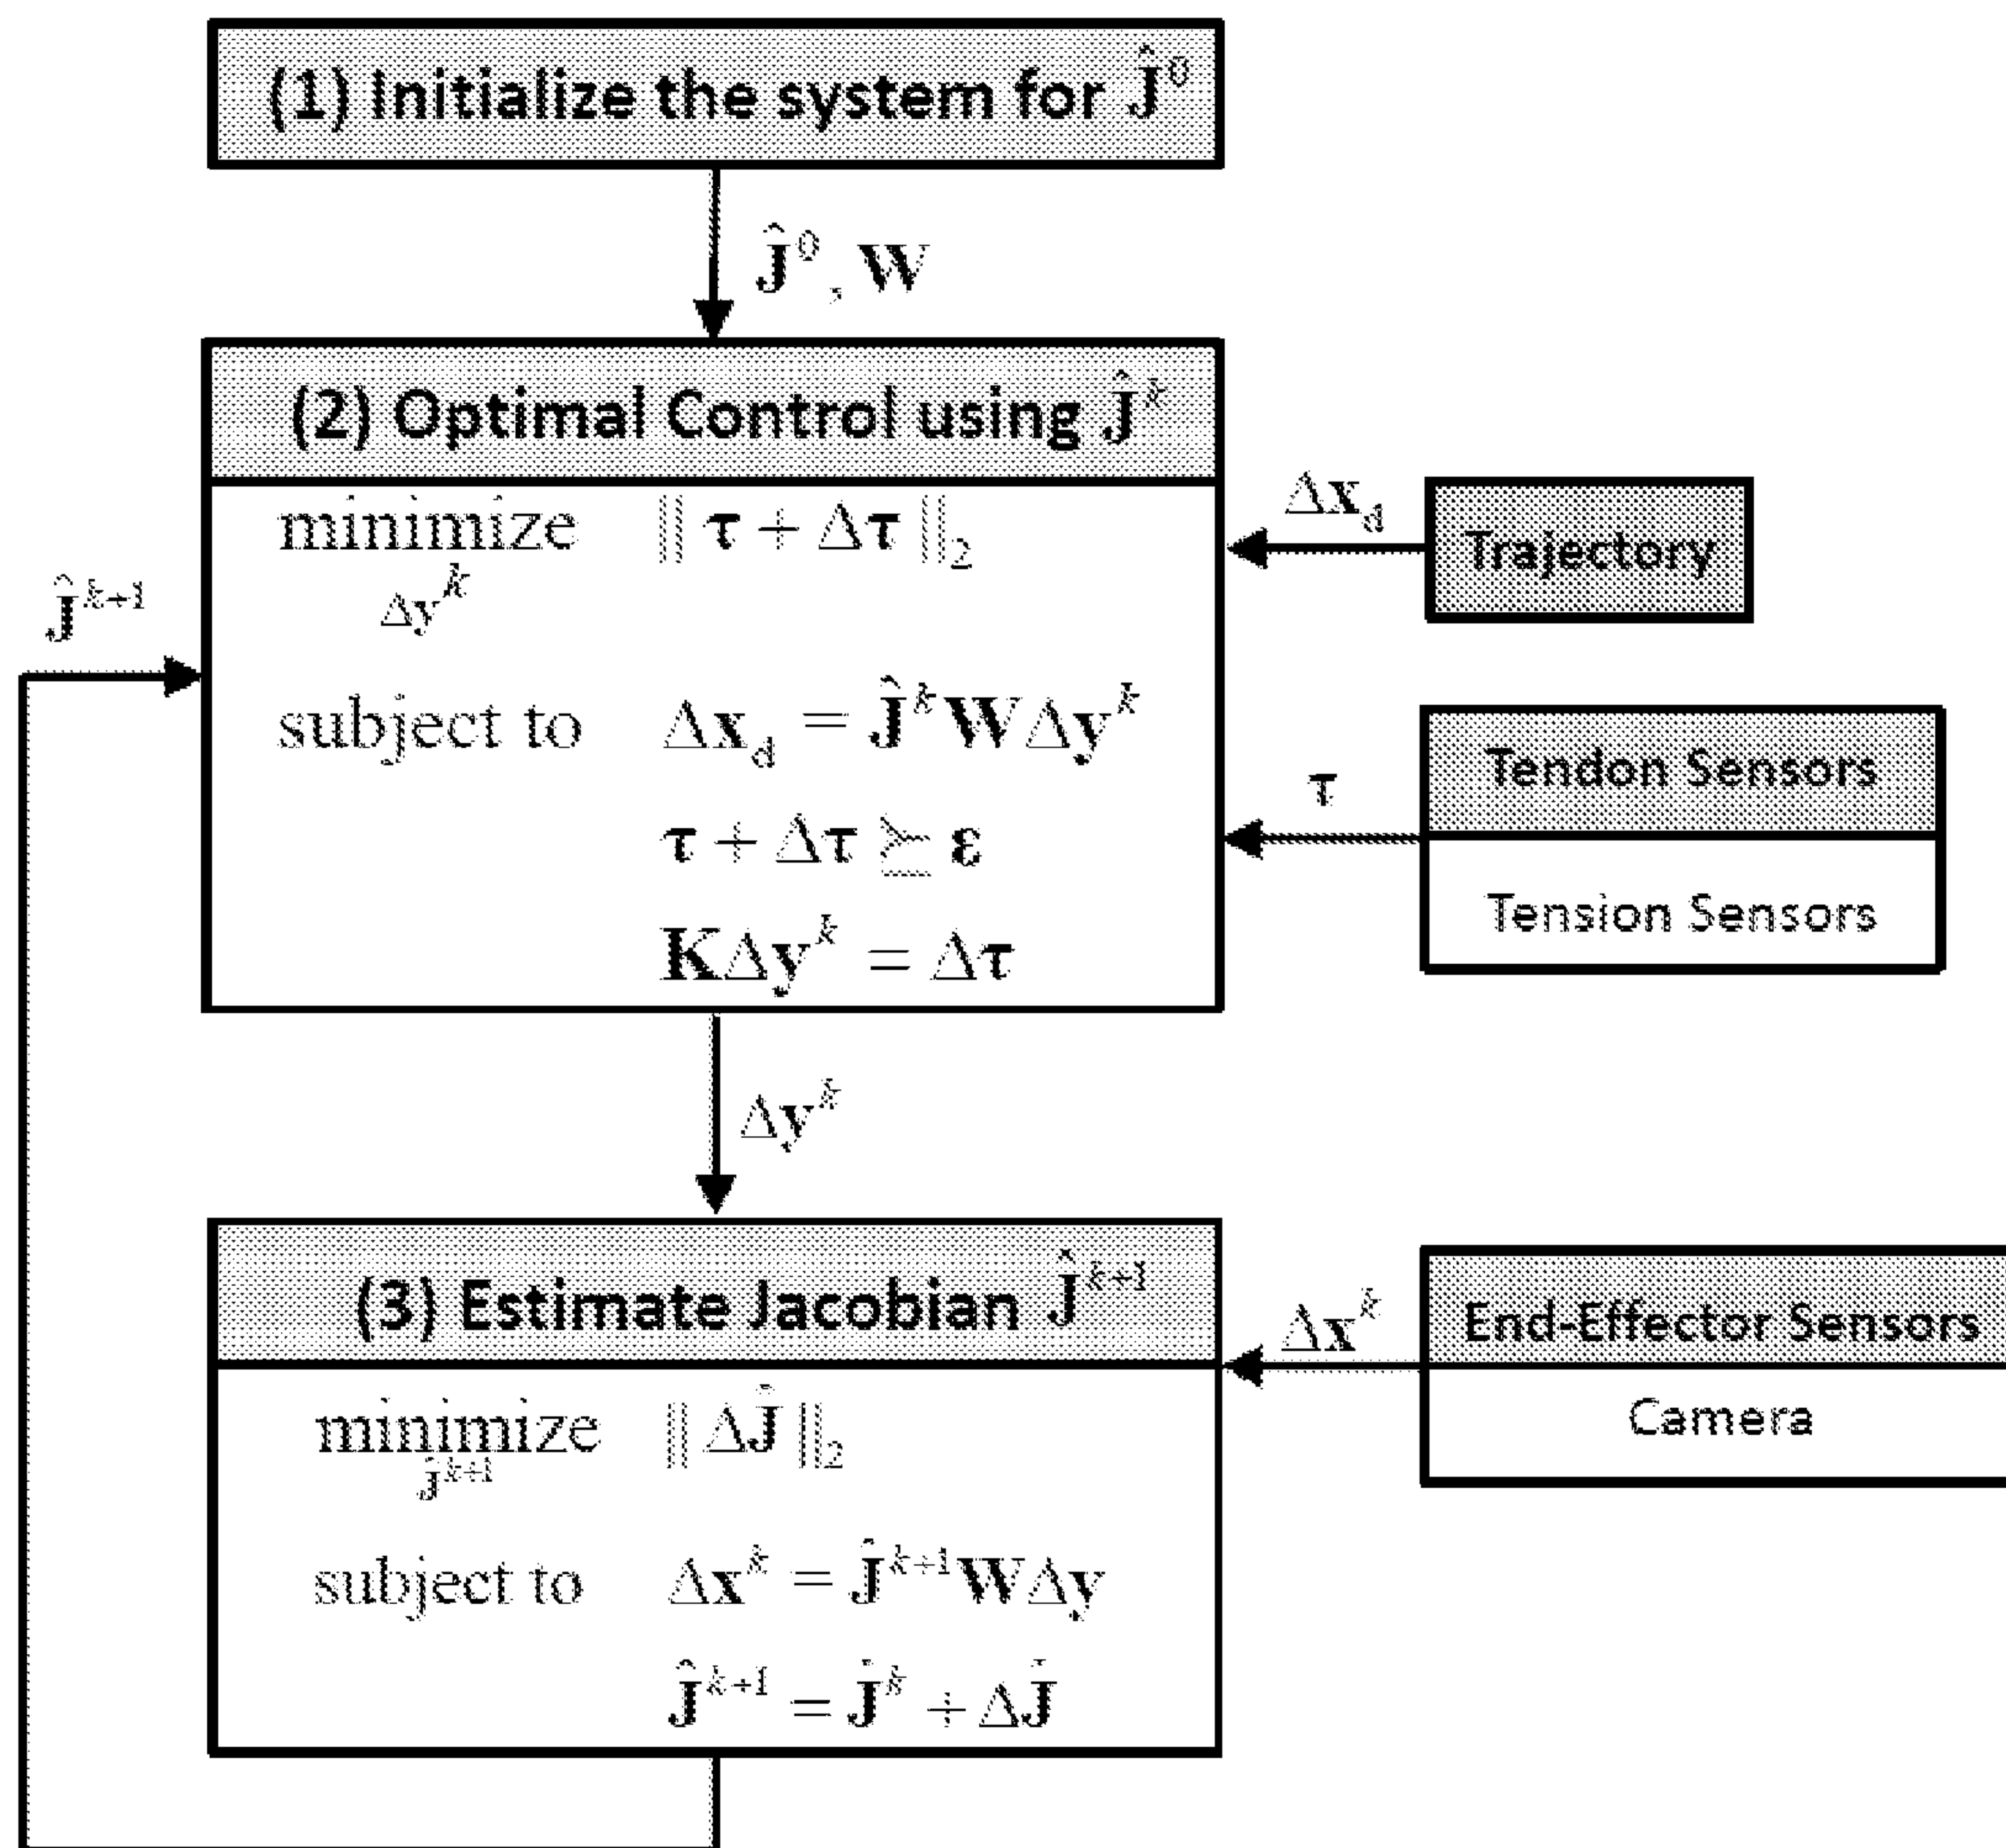 (1) Initialize the system for Ĵ⁰
Ĵ⁰, W
(2) Optimal Control using Ĵᵏ
minimize ‖ τ + Δτ ‖₂
Δyᵏ
subject to Δx_d = ĴᵏWΔyᵏ
τ + Δτ ⪰ ε
KΔyᵏ = Δτ
Δx_d
Trajectory
τ
Tendon Sensors
Tension Sensors
Ĵᵏ⁺¹
Δyᵏ
(3) Estimate Jacobian Ĵᵏ⁺¹
minimize ‖ ΔĴ ‖₂
Ĵᵏ⁺¹
subject to Δxᵏ = Ĵᵏ⁺¹WΔy
Ĵᵏ⁺¹ = Ĵᵏ + ΔĴ
Δxᵏ
End-Effector Sensors
Camera